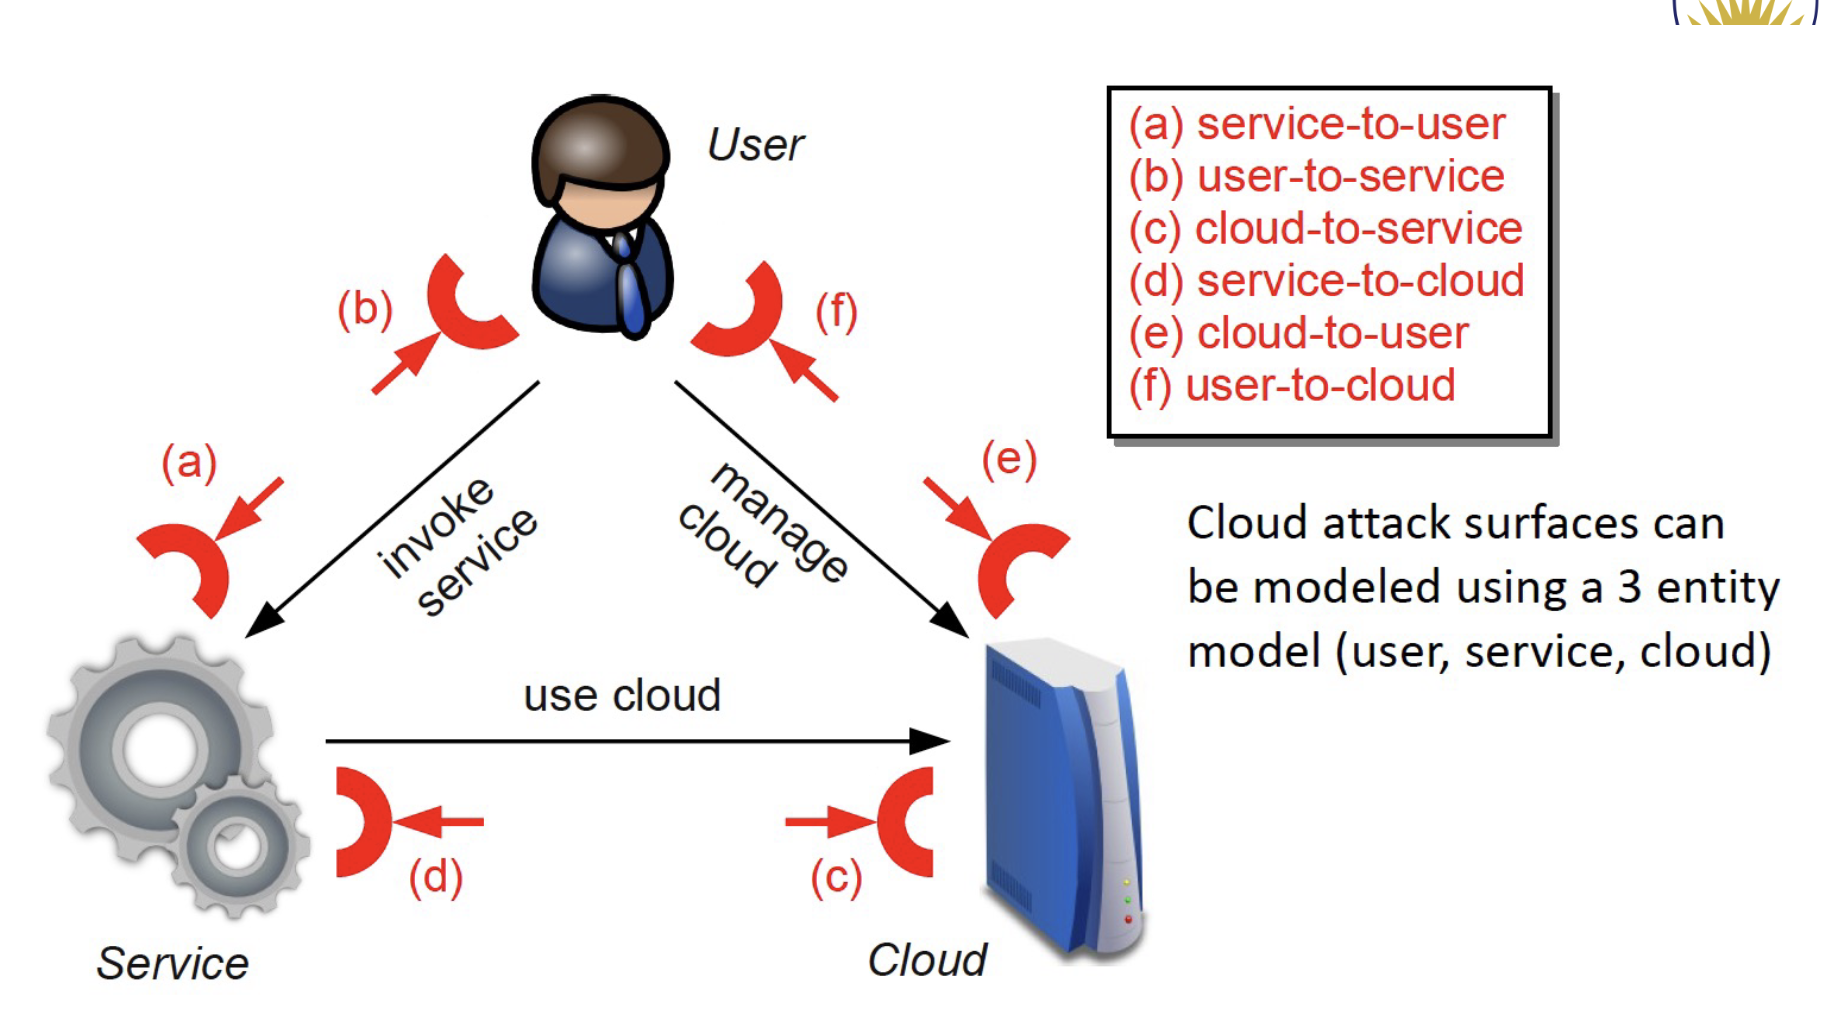 User
(a) service-to-user
(b) user-to-service
(c) cloud-to-service
(d) service-to-cloud
(e) cloud-to-user
(f) user-to-cloud
(b)
(f)
(a)
(e)
invoke
service
manage
cloud
Cloud attack surfaces can
be modeled using a 3 entity
model (user, service, cloud)
use cloud
(d)
(c)
Service
Cloud